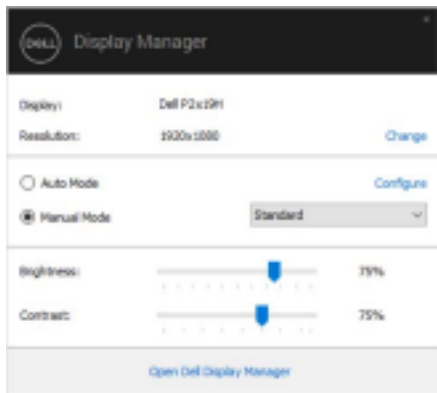 DELL Display Manager
Display: Dell P2x19H
Resolution: 1920x1080 Change
Auto Mode Configure
Manual Mode Standard
Brightness: 75%
Contrast: 75%
Open Dell Display Manager